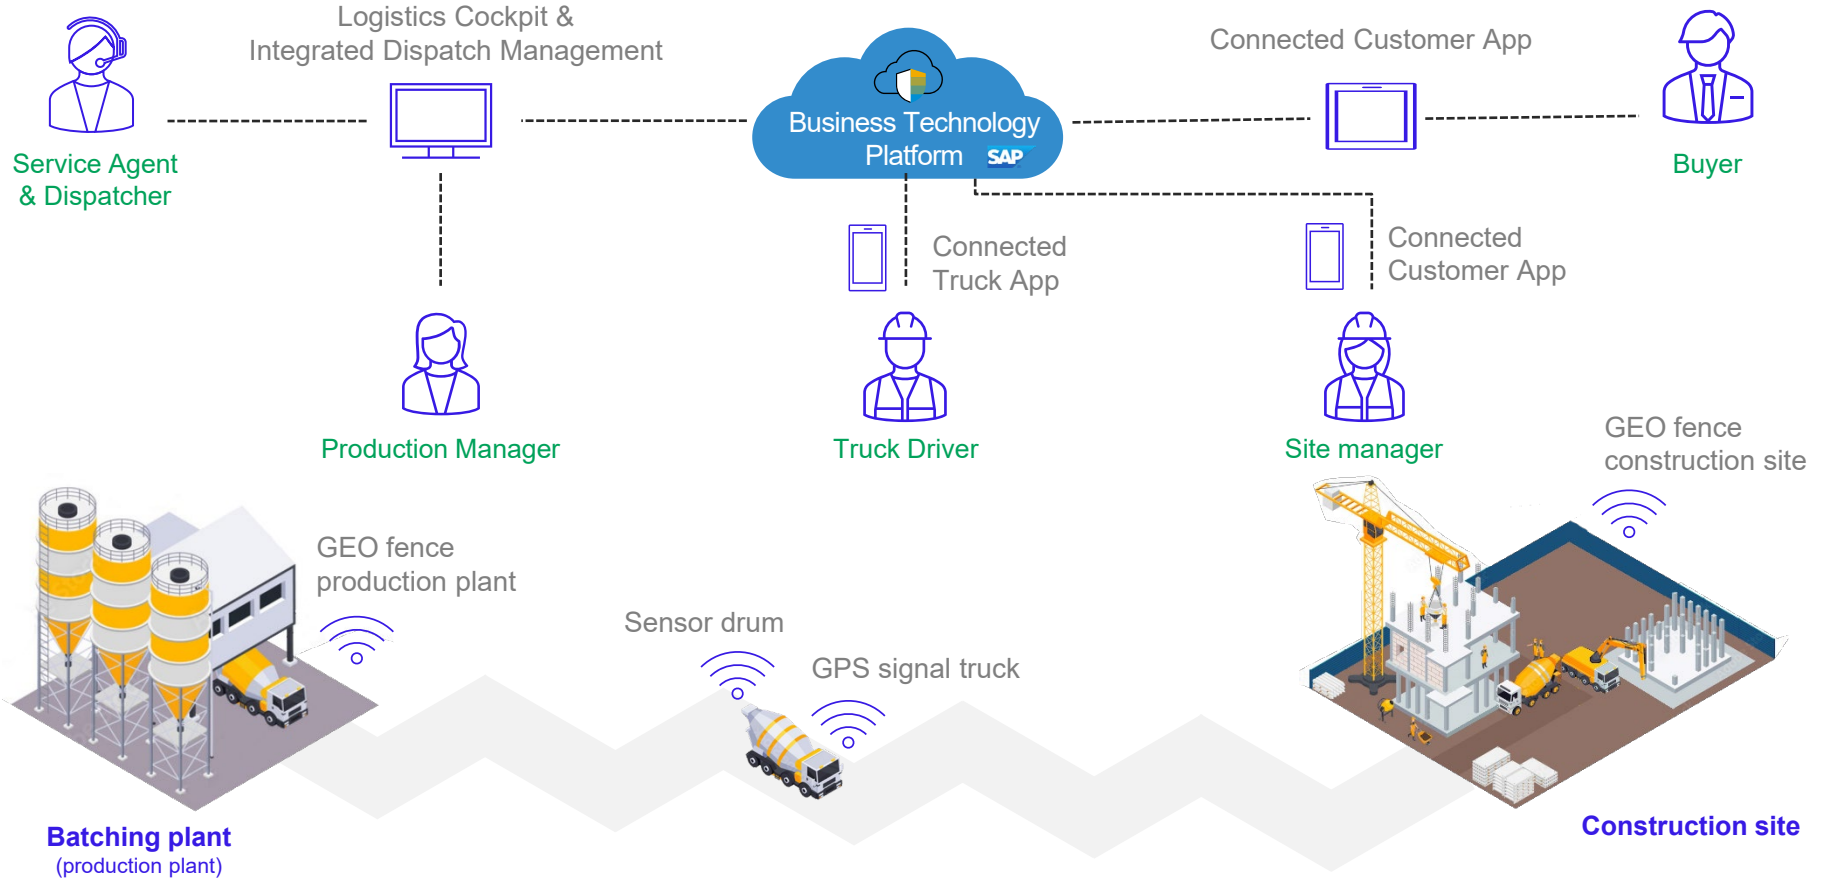 Logistics Cockpit &
Integrated Dispatch Management
Connected Customer App
Business Technology
Platform SAP
Service Agent
& Dispatcher
Buyer
Connected
Truck App
Connected
Customer App
Production Manager
Truck Driver
Site manager
GEO fence
construction site
GEO fence
production plant
Sensor drum
GPS signal truck
Batching plant
(production plant)
Construction site